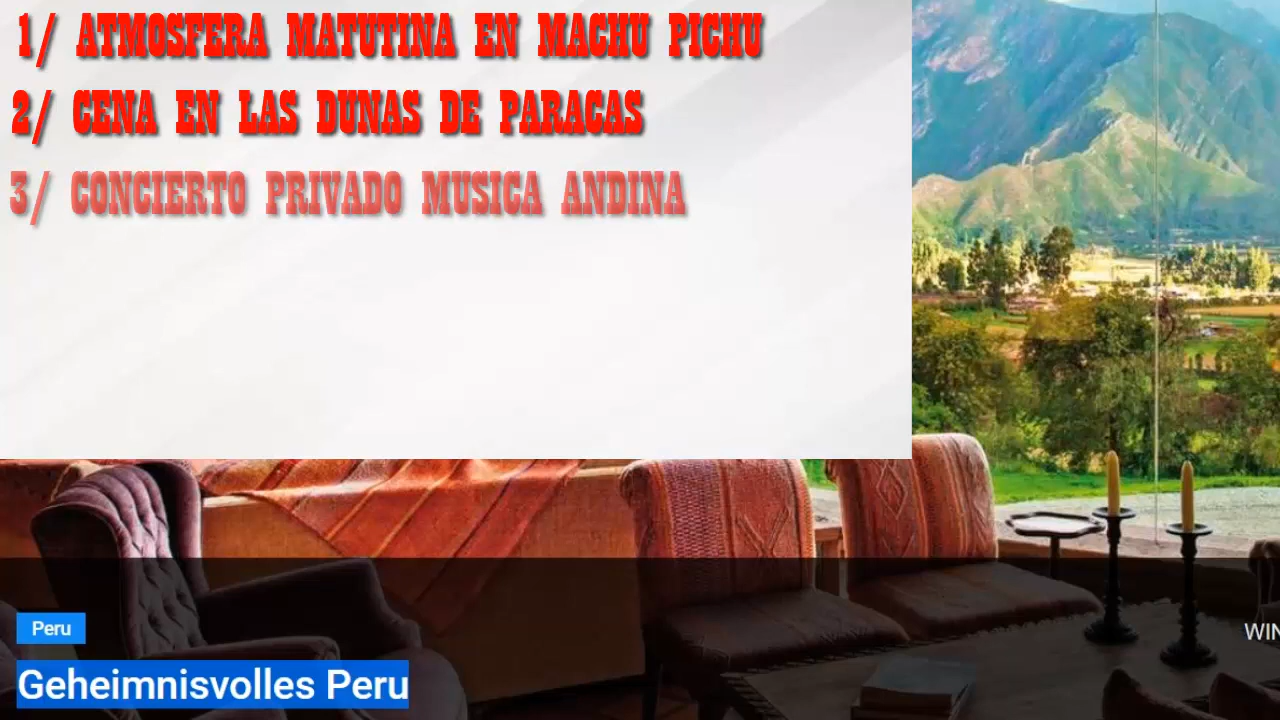 1/ ATMOSFERA MATUTINA EN MACHU PICHU
2/ CENA EN LAS DUNAS DE PARACAS
3/ CONCIERTO PRIVADO MUSICA ANDINA
Peru
WIN
Geheimnisvolles Peru